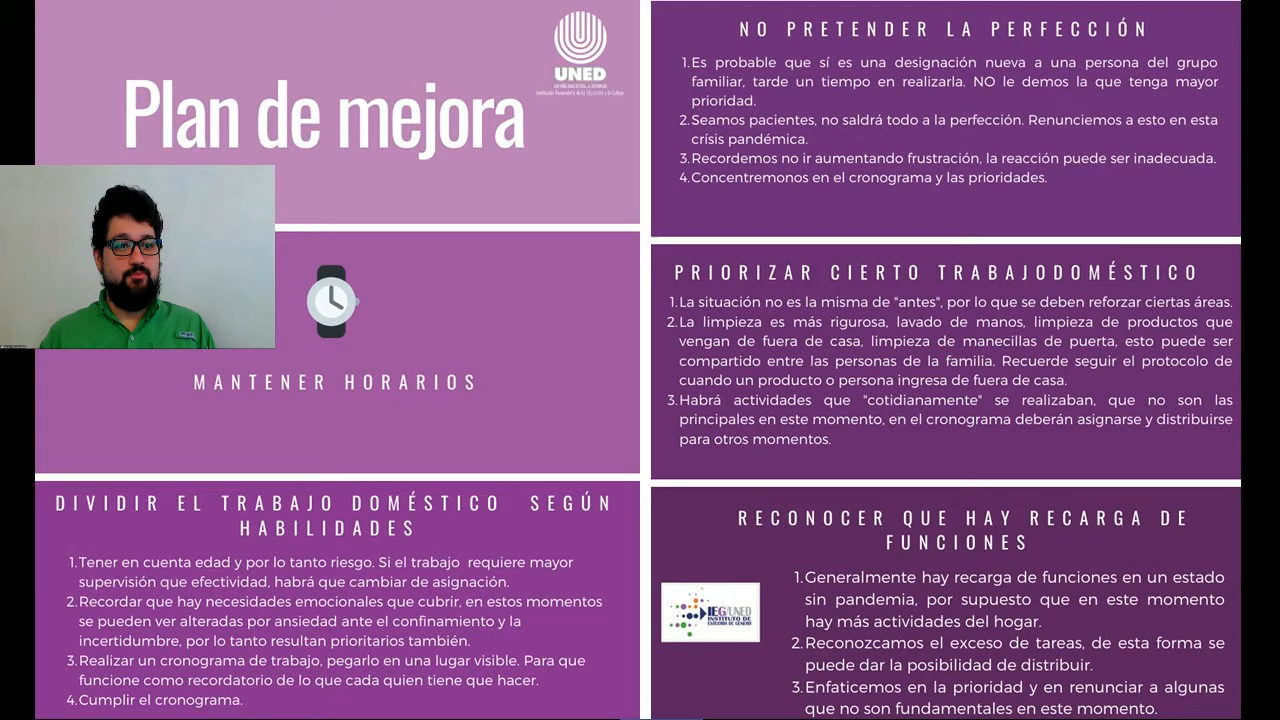 Plan de mejora
UNED
MANTENER HORARIOS
DIVIDIR EL TRABAJO DOMÉSTICO SEGÚN
HABILIDADES
1.Tener en cuenta edad y por lo tanto riesgo. Si el trabajo requiere mayor
supervisión que efectividad, habrá que cambiar de asignación.
2.Recordar que hay necesidades emocionales que cubrir, en estos momentos
se pueden ver alteradas por ansiedad ante el confinamiento y la
incertidumbre, por lo tanto resultan prioritarios también.
3.Realizar un cronograma de trabajo, pegarlo en una lugar visible. Para que
funcione como recordatorio de lo que cada quien tiene que hacer.
4.Cumplir el cronograma.
NO PRETENDER LA PERFECCIÓN
1.Es probable que sí es una designación nueva a una persona del grupo
familiar, tarde un tiempo en realizarla. NO le demos la que tenga mayor
prioridad.
2.Seamos pacientes, no saldrá todo a la perfección. Renunciemos a esto en esta
crísis pandémica.
3.Recordemos no ir aumentando frustración, la reacción puede ser inadecuada.
4.Concentremonos en el cronograma y las prioridades.
PRIORIZAR CIERTO TRABAJODOMÉSTICO
1.La situación no es la misma de "antes", por lo que se deben reforzar ciertas áreas.
2.La limpieza es más rigurosa, lavado de manos, limpieza de productos que
vengan de fuera de casa, limpieza de manecillas de puerta, esto puede ser
compartido entre las personas de la familia. Recuerde seguir el protocolo de
cuando un producto o persona ingresa de fuera de casa.
3.Habrá actividades que "cotidianamente" se realizaban, que no son las
principales en este momento, en el cronograma deberán asignarse y distribuirse
para otros momentos.
RECONOCER QUE HAY RECARGA DE
FUNCIONES
IEG/UNED
INSTITUTO DE
ESTUDIOS DE GÉNERO
1.Generalmente hay recarga de funciones en un estado
sin pandemia, por supuesto que en este momento
hay más actividades del hogar.
2.Reconozcamos el exceso de tareas, de esta forma se
puede dar la posibilidad de distribuir.
3.Enfaticemos en la prioridad y en renunciar a algunas
que no son fundamentales en este momento.